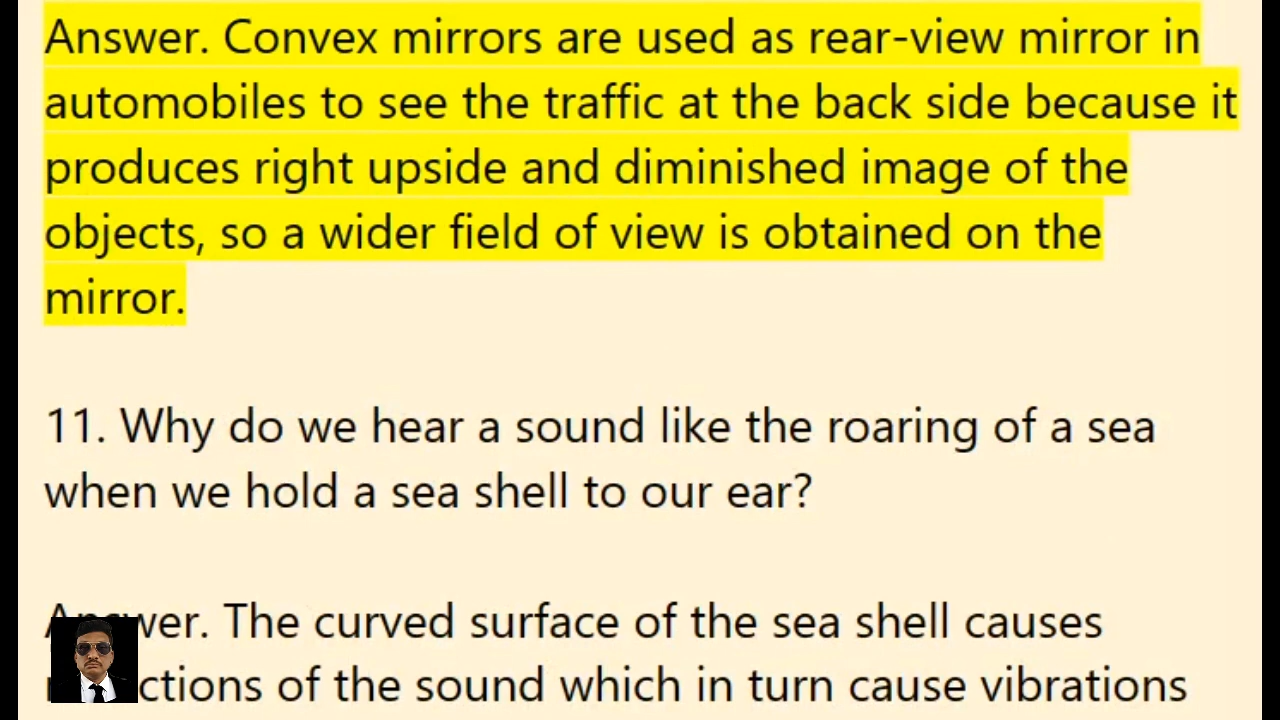 Answer. Convex mirrors are used as rear-view mirror in
automobiles to see the traffic at the back side because it
produces right upside and diminished image of the
objects, so a wider field of view is obtained on the
mirror.
11. Why do we hear a sound like the roaring of a sea
when we hold a sea shell to our ear?
Answer. The curved surface of the sea shell causes
of the sound which in turn cause vibrations